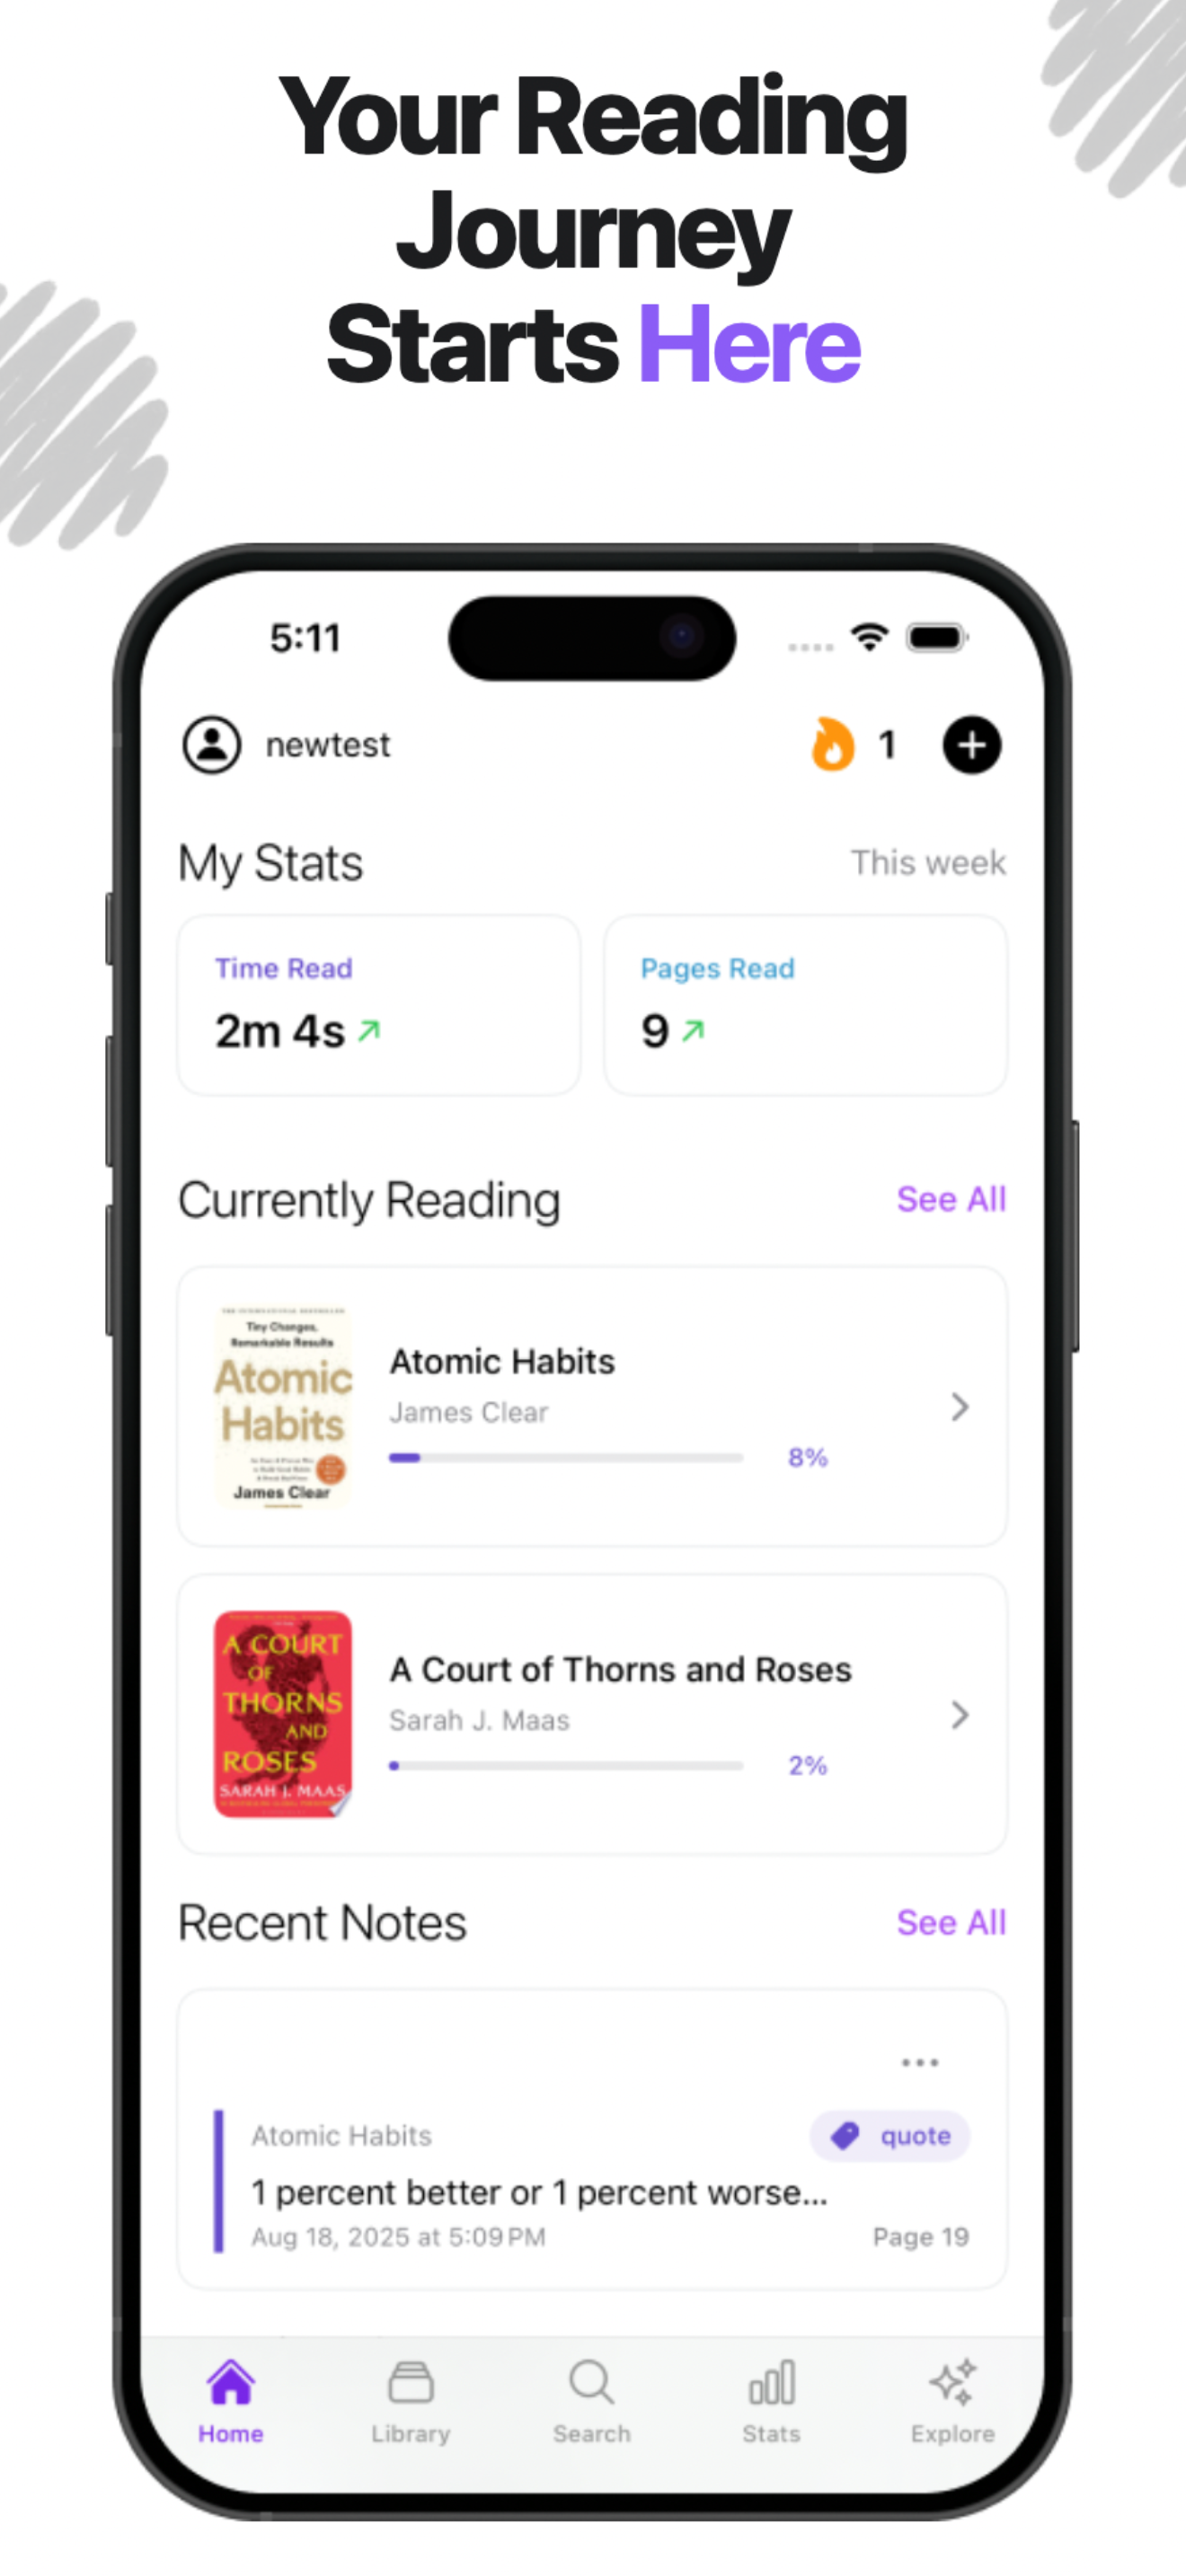 Your Reading
Journey
Starts Here
5:11
newtest
1
My Stats
This week
Time Read
Pages Read
2m 4s
9
Currently Reading
See All
THE INTERNATIONAL BESTSELLER
Tiny Changes,
Remarkable Results
Atomic
Habits
James Clear
Atomic Habits
James Clear
8%
A COURT
OF
THORNS
AND
ROSES
SARAH J. MAAS
A Court of Thorns and Roses
Sarah J. Maas
2%
Recent Notes
See All
Atomic Habits
quote
1 percent better or 1 percent worse...
Aug 18, 2025 at 5:09 PM
Page 19
Home
Library
Search
Stats
Explore